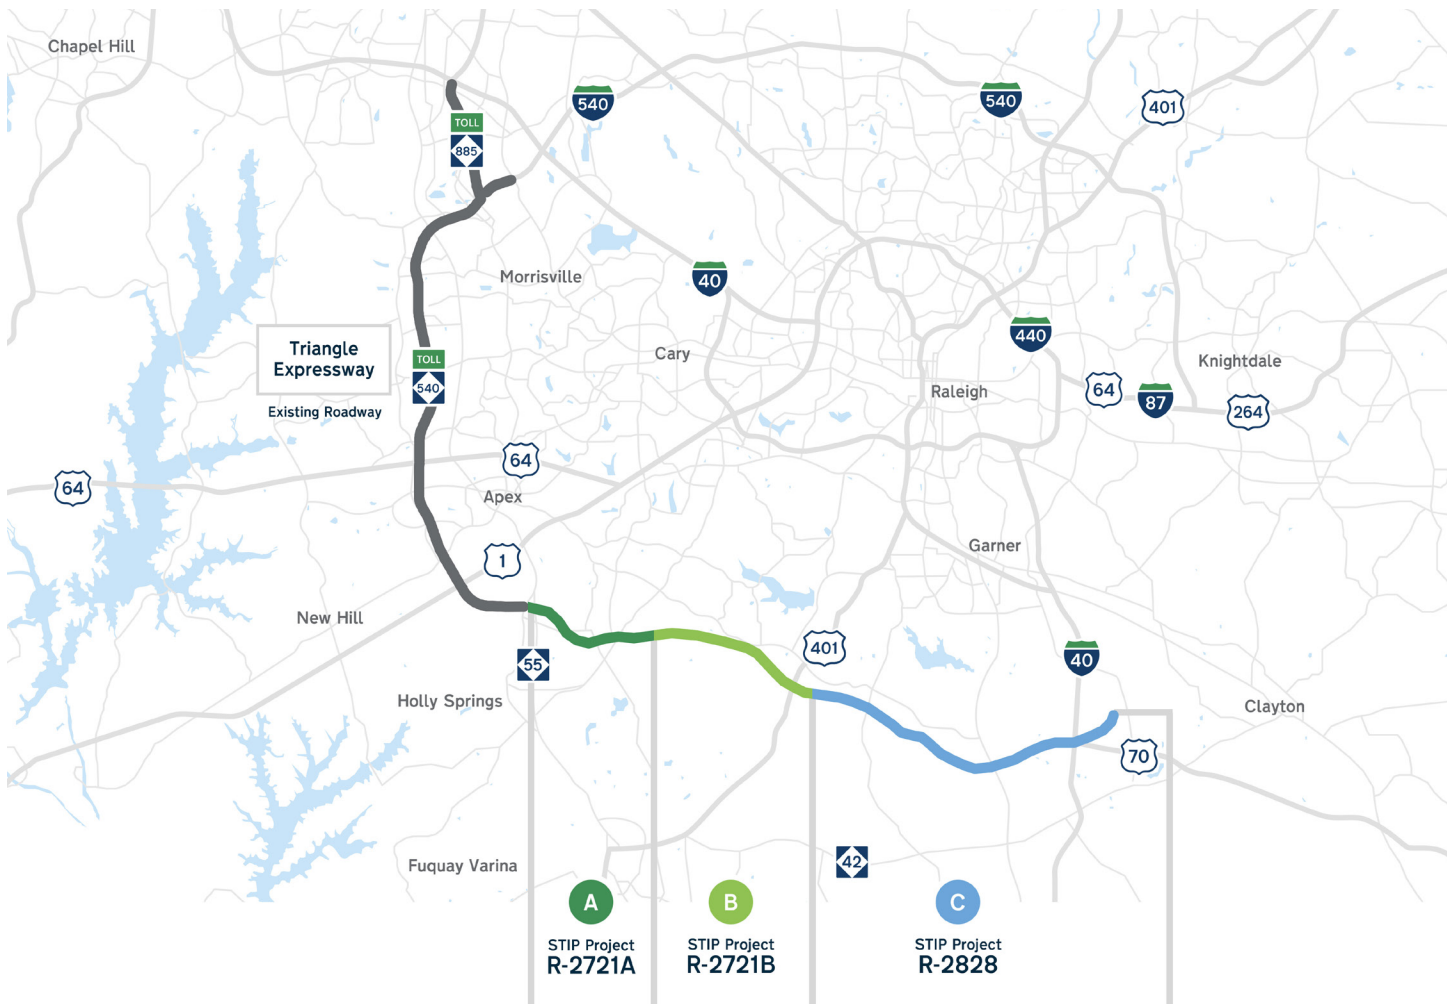 Chapel Hill
540
540
401
TOLL
885
Morrisville
40
440
Triangle
Expressway
Existing Roadway
TOLL
540
Cary
Knightdale
Raleigh
64
87
264
64
64
Apex
1
Garner
New Hill
55
401
40
Holly Springs
Clayton
70
Fuquay Varina
42
A
STIP Project
R-2721A
B
STIP Project
R-2721B
C
STIP Project
R-2828